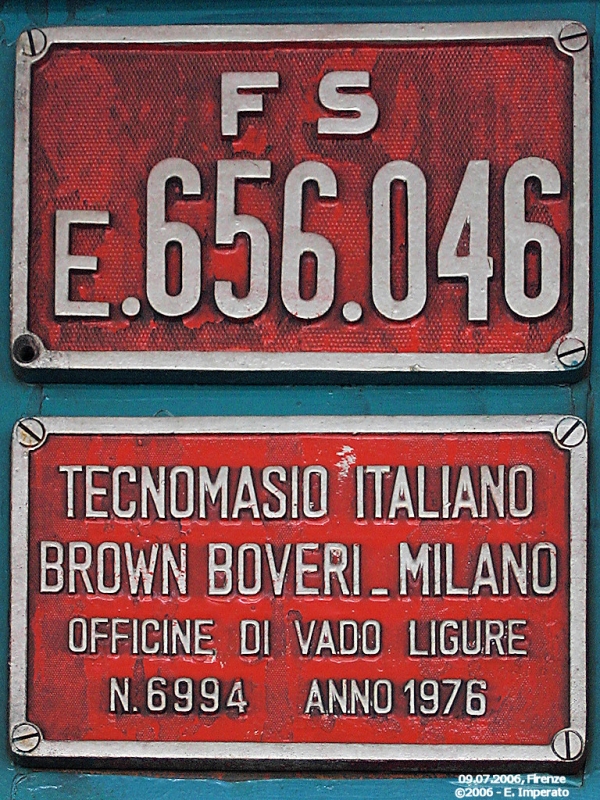 FS
E.656.046
TECNOMASIO ITALIANO
BROWN BOVERI_MILANO
OFFICINE DI VADO LIGURE
N.6994 ANNO 1976
09.07.2006, Firenze
©2006 - E. Imperato